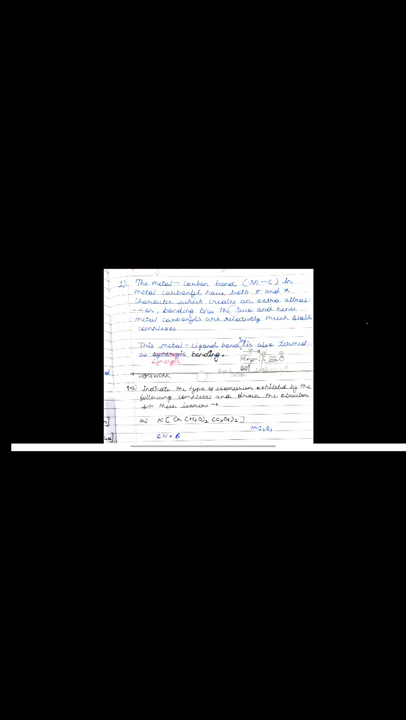 2) The metal - carbon bond (M-C) in
metal carbonyl have both σ and π
character which creates an extra attrac-
-tion, bonding b/w the two and hence
metal carbonyls are relatively much stable
complexes
This metal-ligand bond is also termed
as synergic bonding.
HOMEWORK
Indicate the type of isomerism exhibited by the
following complexes and draw the structure
for these isomers →
a) K[Cr(H₂O)₂(C₂O₄)₂]
CN = 6